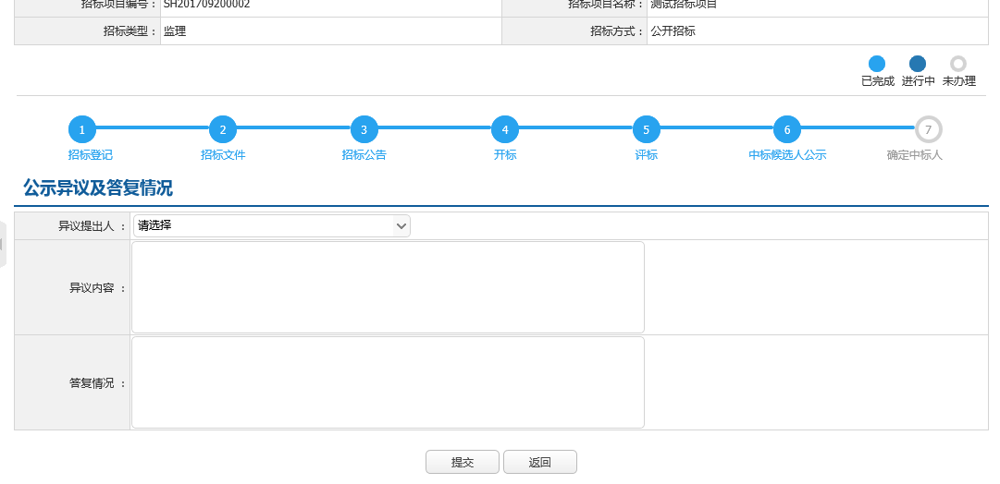 招标项目编号： SH201709200002 招标项目名称： 测试招标项目
招标类型： 监理 招标方式： 公开招标
已完成 进行中 未办理
1 2 3 4 5 6 7
招标登记 招标文件 招标公告 开标 评标 中标候选人公示 确定中标人
公示异议及答复情况
异议提出人 ： 请选择
异议内容 ：
答复情况 ：
提交 返回